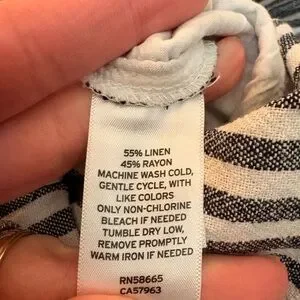 55% LINEN
45% RAYON
MACHINE WASH COLD,
GENTLE CYCLE, WITH
LIKE COLORS
ONLY NON-CHLORINE
BLEACH IF NEEDED
TUMBLE DRY LOW,
REMOVE PROMPTLY
WARM IRON IF NEEDED
RN58665
CA57963